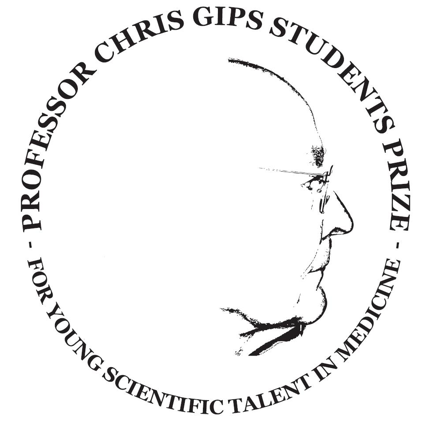 PROFESSOR CHRIS GIPS STUDENTS PRIZE
- FOR YOUNG SCIENTIFIC TALENT IN MEDICINE -